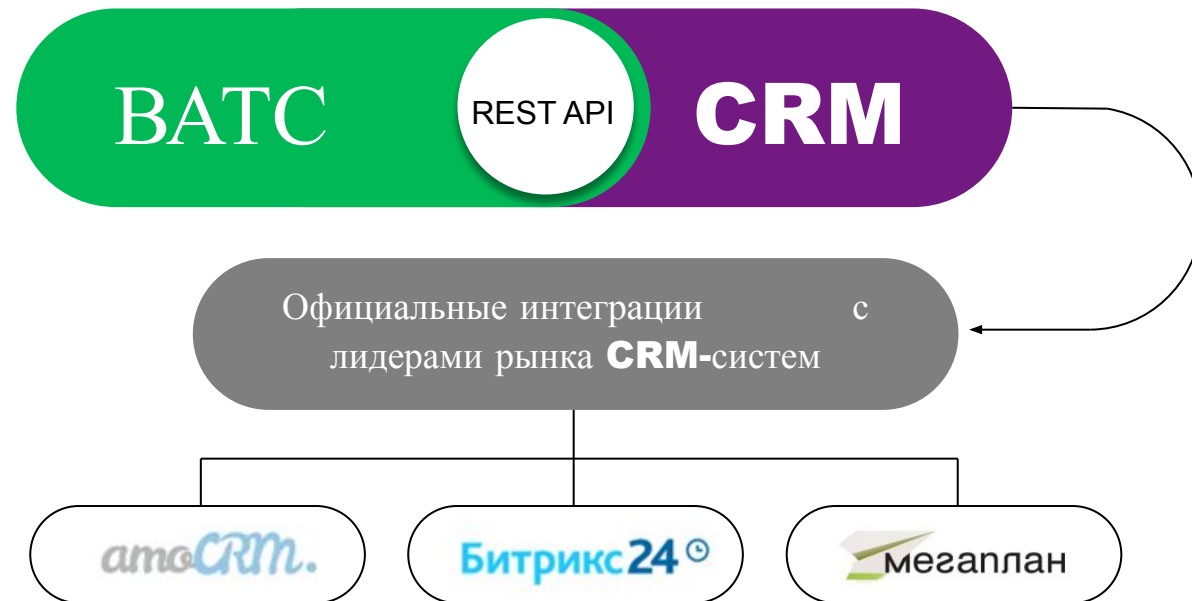 ВАТС
REST API
CRM
Официальные интеграции с
лидерами рынка CRM-систем
amoCRM.
Битрикс24
мегаплан